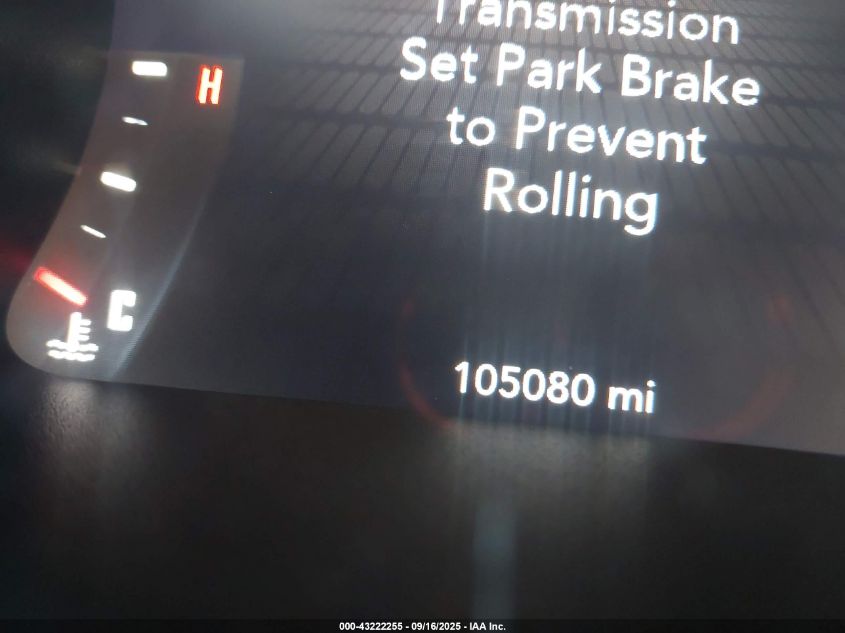 Transmission
Set Park Brake
to Prevent
Rolling
H
C
105080 mi
000-43222255 - 09/16/2025 - IAA Inc.